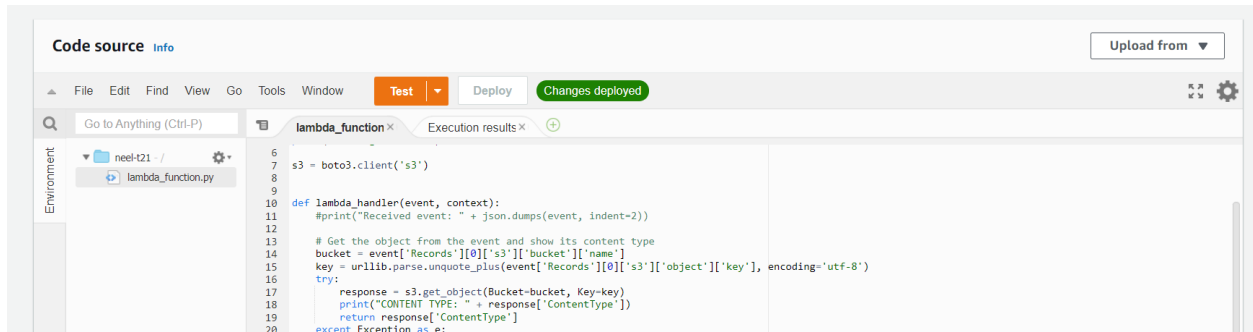 Code source Info
Upload from
File Edit Find View Go Tools Window Test Deploy Changes deployed
Go to Anything (Ctrl-P)
lambda_function × Execution results ×
Environment
neel-t21 - /
lambda_function.py
6
7 s3 = boto3.client('s3')
8
9
10 def lambda_handler(event, context):
11 #print("Received event: " + json.dumps(event, indent=2))
12
13 # Get the object from the event and show its content type
14 bucket = event['Records'][0]['s3']['bucket']['name']
15 key = urllib.parse.unquote_plus(event['Records'][0]['s3']['object']['key'], encoding='utf-8')
16 try:
17 response = s3.get_object(Bucket=bucket, Key=key)
18 print("CONTENT TYPE: " + response['ContentType'])
19 return response['ContentType']
20 except Exception as e: